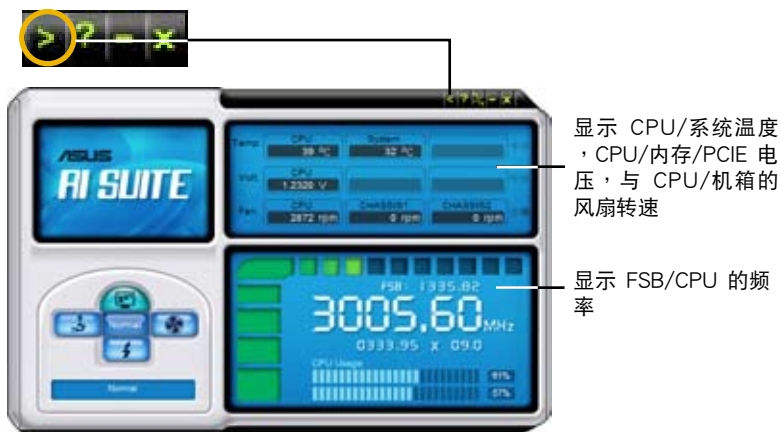 > ? - x
< ? - x
ASUS
AI SUITE
Temp
CPU
System
39 °C
32 °C
Volt
CPU
1.2320 V
Fan
CPU
CHASSIS1
CHASSIS2
2872 rpm
0 rpm
0 rpm
显示 CPU/系统温度
，CPU/内存/PCIE 电
压，与 CPU/机箱的
风扇转速
FSB: 1335.82
3005.60 MHz
0333.95 x 09.0
显示 FSB/CPU 的频
率
Normal
Normal
CPU Usage
61%
57%